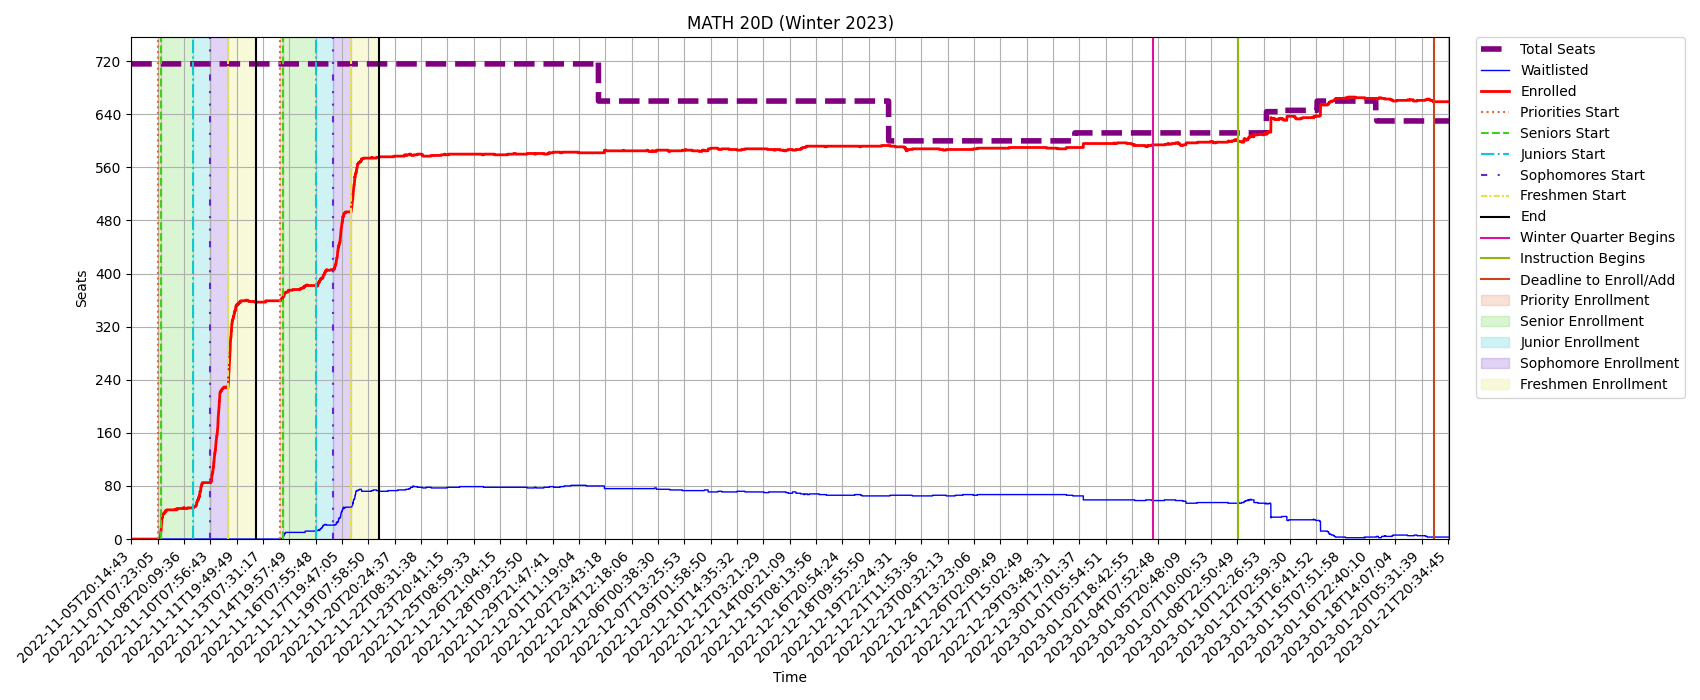 MATH 20D (Winter 2023)
Seats
720
640
560
480
400
320
240
160
80
0
2022-11-05T20:14:43
2022-11-07T07:23:05
2022-11-08T20:09:36
2022-11-10T07:56:43
2022-11-11T19:49:49
2022-11-13T07:31:17
2022-11-14T19:57:49
2022-11-16T07:55:48
2022-11-17T19:47:05
2022-11-19T07:58:50
2022-11-20T20:24:37
2022-11-22T08:31:38
2022-11-23T20:41:15
2022-11-25T08:59:33
2022-11-26T21:04:15
2022-11-28T09:25:50
2022-11-29T21:47:41
2022-12-01T11:19:04
2022-12-02T23:43:18
2022-12-04T12:18:06
2022-12-06T00:38:30
2022-12-07T13:25:53
2022-12-09T01:58:50
2022-12-10T14:35:32
2022-12-12T03:21:29
2022-12-14T00:21:09
2022-12-15T08:13:56
2022-12-16T20:54:24
2022-12-18T09:55:50
2022-12-19T22:24:31
2022-12-21T11:53:36
2022-12-23T00:32:13
2022-12-24T13:23:06
2022-12-26T02:09:49
2022-12-27T15:02:49
2022-12-29T03:48:31
2022-12-30T17:01:37
2023-01-01T05:54:51
2023-01-02T18:42:55
2023-01-04T07:52:48
2023-01-05T20:48:09
2023-01-07T10:00:53
2023-01-08T22:50:49
2023-01-10T12:26:53
2023-01-12T02:59:30
2023-01-13T16:41:52
2023-01-15T07:51:58
2023-01-16T22:40:10
2023-01-18T14:07:04
2023-01-20T05:31:39
2023-01-21T20:34:45
Time
Total Seats
Waitlisted
Enrolled
Priorities Start
Seniors Start
Juniors Start
Sophomores Start
Freshmen Start
End
Winter Quarter Begins
Instruction Begins
Deadline to Enroll/Add
Priority Enrollment
Senior Enrollment
Junior Enrollment
Sophomore Enrollment
Freshmen Enrollment